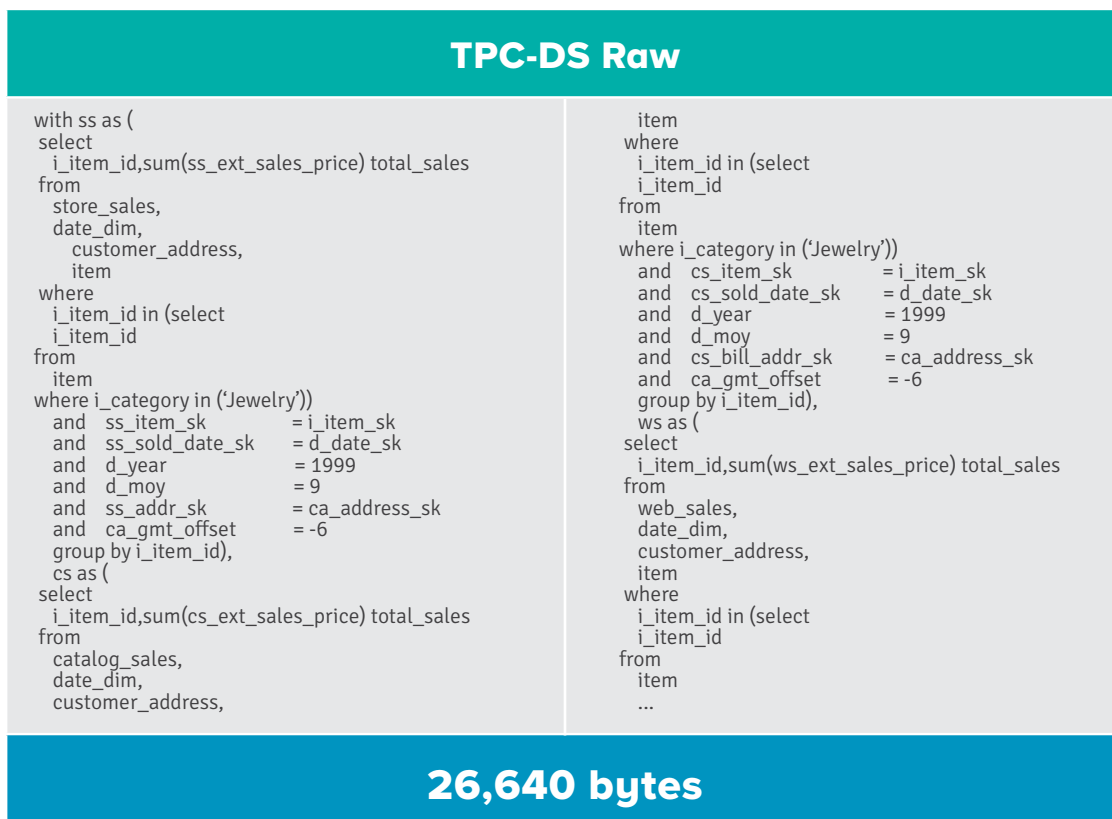 TPC-DS Raw
with ss as (
select
i_item_id,sum(ss_ext_sales_price) total_sales
from
store_sales,
date_dim,
customer_address,
item
where
i_item_id in (select
i_item_id
from
item
where i_category in (‘Jewelry’))
and ss_item_sk = i_item_sk
and ss_sold_date_sk = d_date_sk
and d_year = 1999
and d_moy = 9
and ss_addr_sk = ca_address_sk
and ca_gmt_offset = -6
group by i_item_id),
cs as (
select
i_item_id,sum(cs_ext_sales_price) total_sales
from
catalog_sales,
date_dim,
customer_address,
item
where
i_item_id in (select
i_item_id
from
item
where i_category in (‘Jewelry’))
and cs_item_sk = i_item_sk
and cs_sold_date_sk = d_date_sk
and d_year = 1999
and d_moy = 9
and cs_bill_addr_sk = ca_address_sk
and ca_gmt_offset = -6
group by i_item_id),
ws as (
select
i_item_id,sum(ws_ext_sales_price) total_sales
from
web_sales,
date_dim,
customer_address,
item
where
i_item_id in (select
i_item_id
from
item
...
26,640 bytes